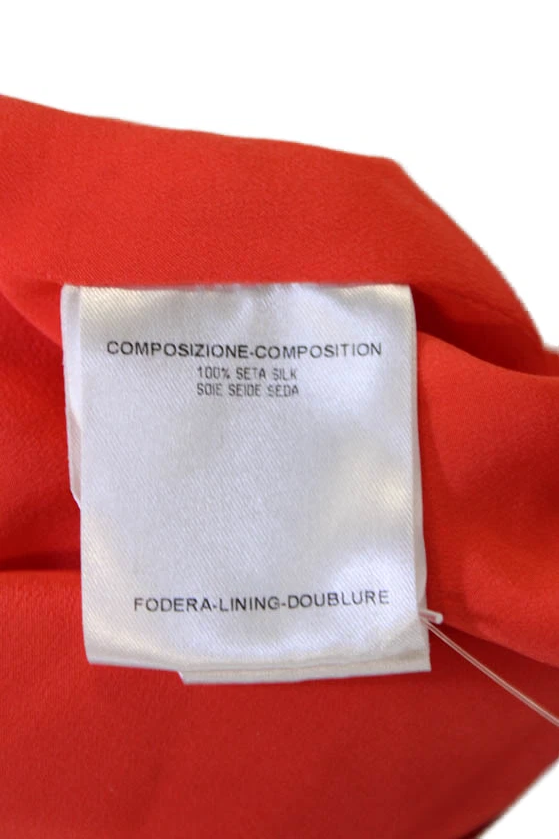 COMPOSIZIONE-COMPOSITION
100% SETA SILK
SOIE SEIDE SEDA
FODERA-LINING-DOUBLURE